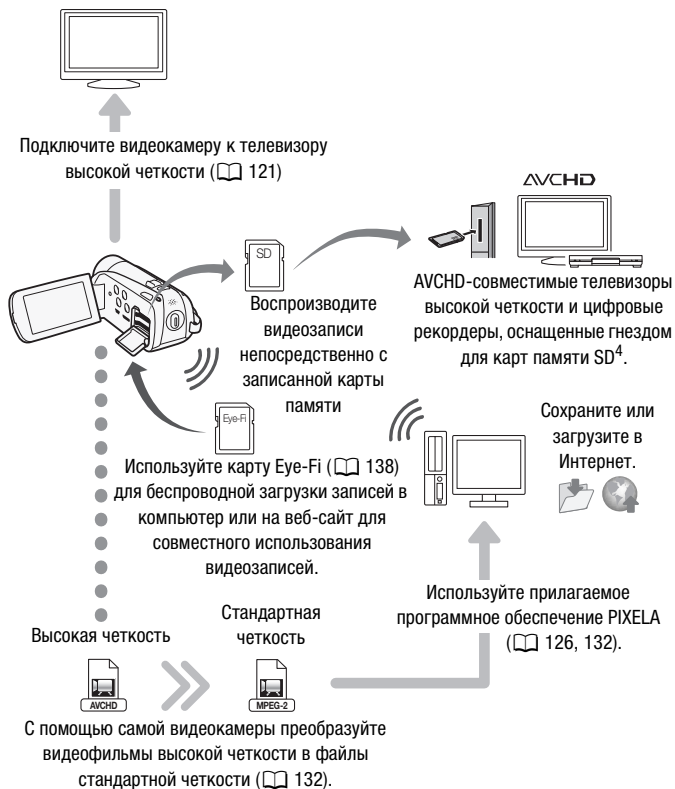 Подключите видеокамеру к телевизору
высокой четкости (📖 121)
AVCHD
SD
Воспроизводите
видеозаписи
непосредственно с
записанной карты
памяти
AVCHD-совместимые телевизоры
высокой четкости и цифровые
рекордеры, оснащенные гнездом
для карт памяти SD⁴.
Eye-Fi
Используйте карту Eye-Fi (📖 138)
для беспроводной загрузки записей в
компьютер или на веб-сайт для
совместного использования
видеозаписей.
Сохраните или
загрузите в
Интернет.
Используйте прилагаемое
программное обеспечение PIXELA
(📖 126, 132).
Высокая четкость
Стандартная
четкость
AVCHD
MPEG-2
С помощью самой видеокамеры преобразуйте
видеофильмы высокой четкости в файлы
стандартной четкости (📖 132).